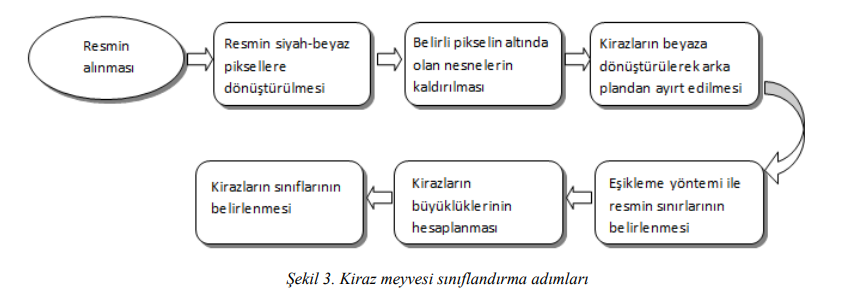 Resmin
alınması
Resmin siyah-beyaz
piksellere
dönüştürülmesi
Belirli pikselin altında
olan nesnelerin
kaldırılması
Kirazların beyaza
dönüştürülerek arka
plandan ayırt edilmesi
Eşikleme yöntemi ile
resmin sınırlarının
belirlenmesi
Kirazların
büyüklüklerinin
hesaplanması
Kirazların sınıflarının
belirlenmesi
Şekil 3. Kiraz meyvesi sınıflandırma adımları